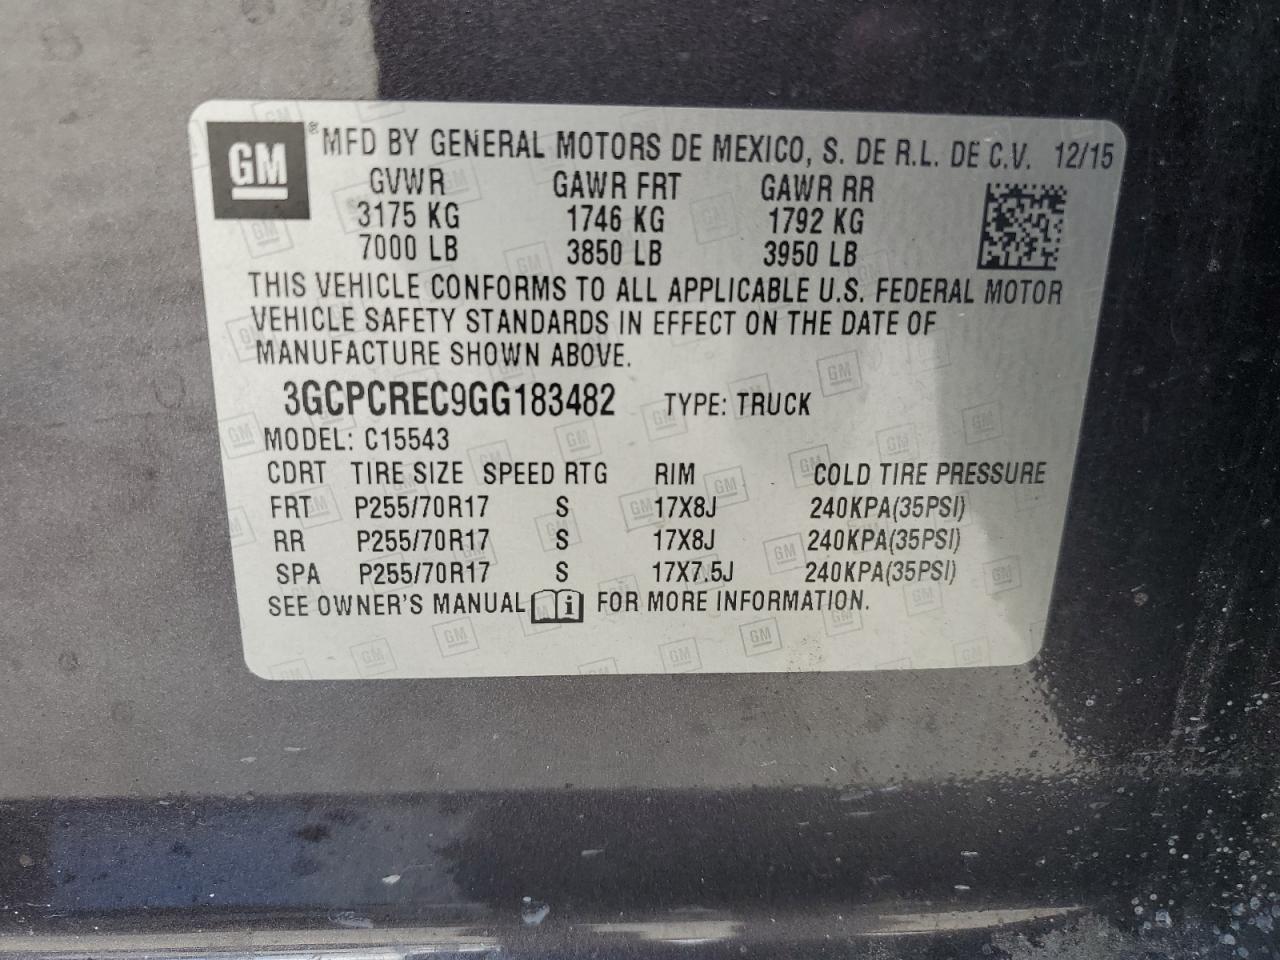 GM ® MFD BY GENERAL MOTORS DE MEXICO, S. DE R.L. DE C.V. 12/15
GVWR GAWR FRT GAWR RR
3175 KG 1746 KG 1792 KG
7000 LB 3850 LB 3950 LB
THIS VEHICLE CONFORMS TO ALL APPLICABLE U.S. FEDERAL MOTOR
VEHICLE SAFETY STANDARDS IN EFFECT ON THE DATE OF
MANUFACTURE SHOWN ABOVE.
3GCPCREC9GG183482 TYPE: TRUCK
MODEL: C15543
CDRT TIRE SIZE SPEED RTG RIM COLD TIRE PRESSURE
FRT P255/70R17 S 17X8J 240KPA(35PSI)
RR P255/70R17 S 17X8J 240KPA(35PSI)
SPA P255/70R17 S 17X7.5J 240KPA(35PSI)
SEE OWNER'S MANUAL i FOR MORE INFORMATION.